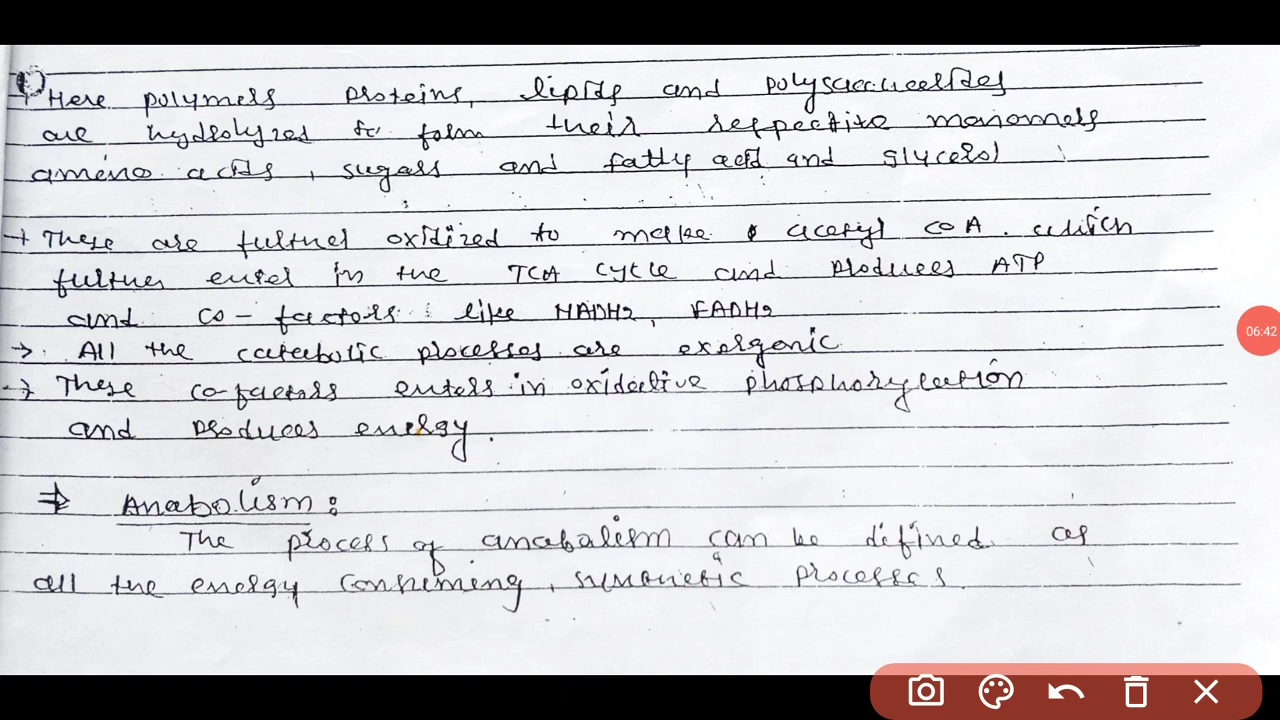 → Here polymers proteins, lipids and polysaccharides
are hydrolyzed to form their respective monomers
amino acids, sugars and fatty acid and glycerol
→ These are further oxidized to make acetyl CoA. which
further enter in the TCA cycle and produces ATP
and co-factors like NADH2, FADH2
→ All the catabolic processes are exergonic
→ These co-factors enters in oxidative phosphorylation
and produces energy.
⇒ Anabolism:
The process of anabolism can be defined as
all the energy consuming, synthetic processes.
06:42